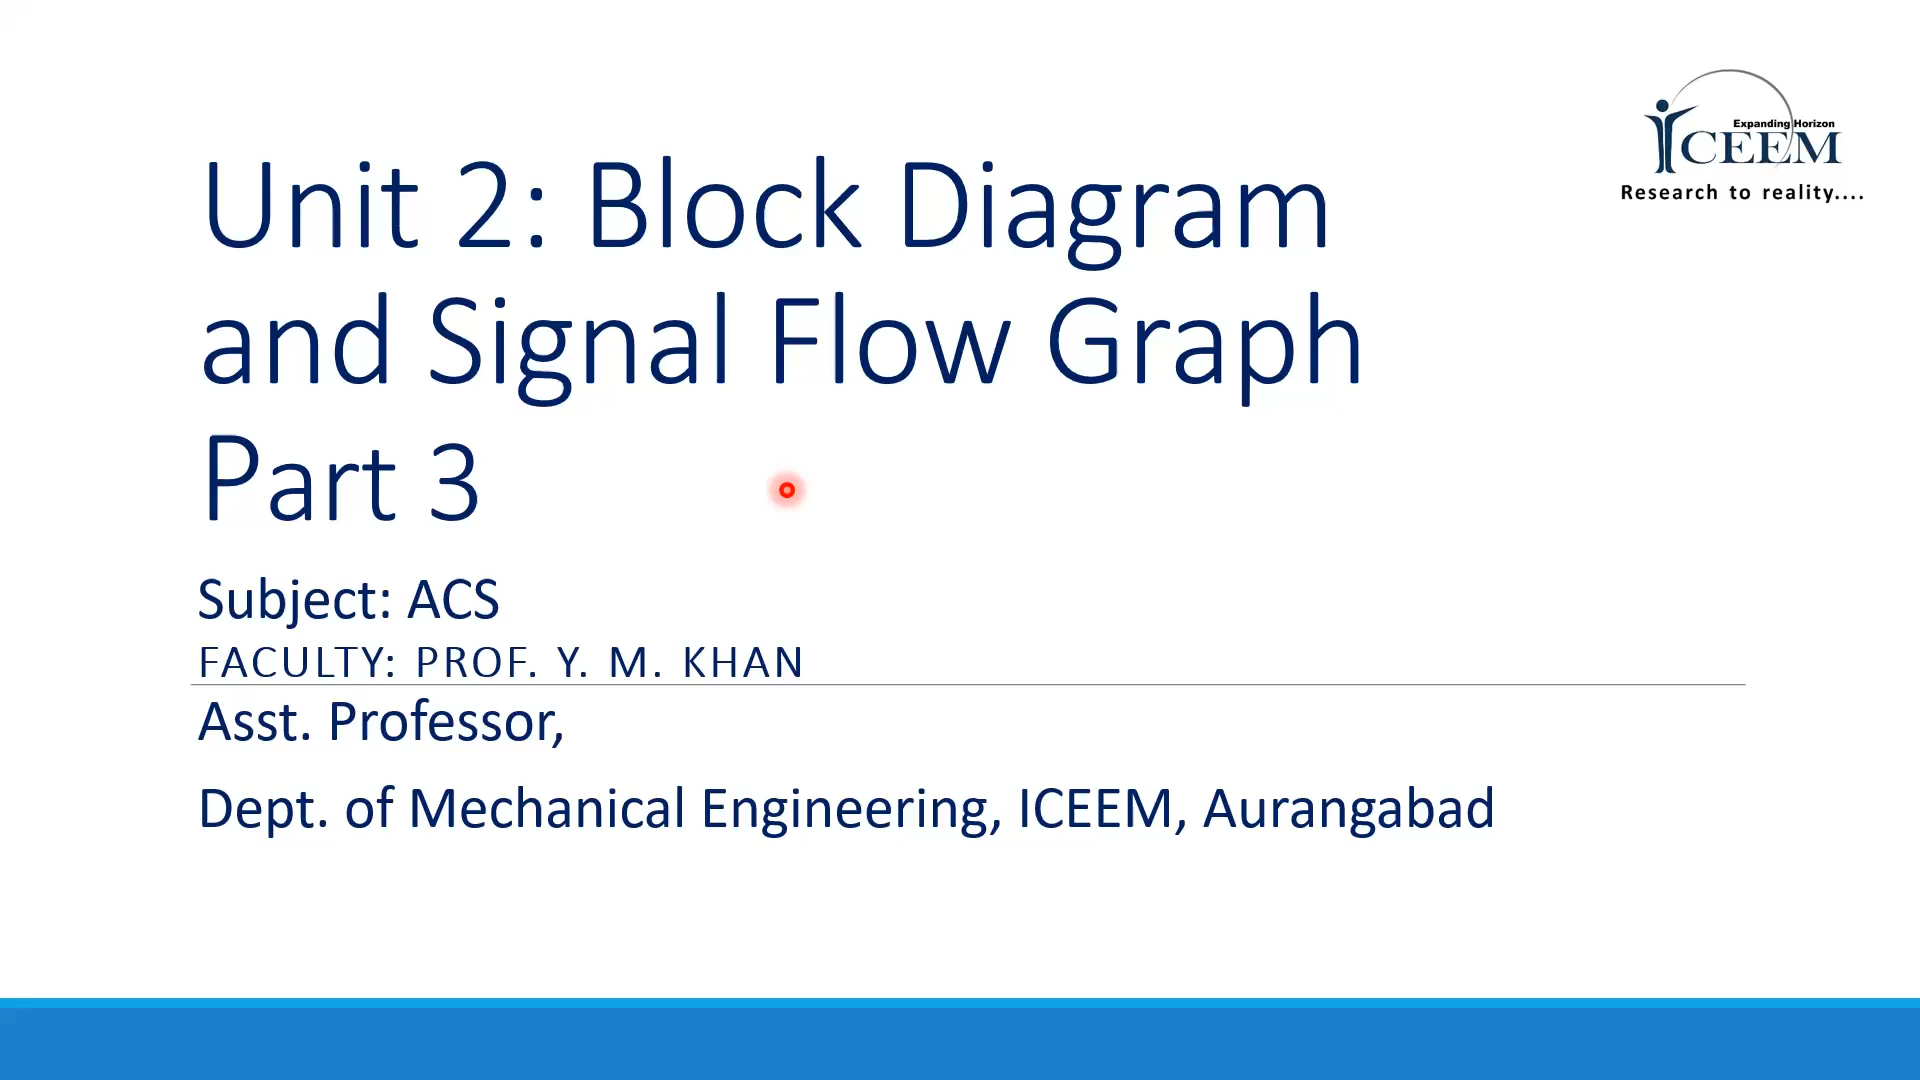 Expanding Horizon
ICEEM
Research to reality....
Unit 2: Block Diagram
and Signal Flow Graph
Part 3
Subject: ACS
FACULTY: PROF. Y. M. KHAN
Asst. Professor,
Dept. of Mechanical Engineering, ICEEM, Aurangabad